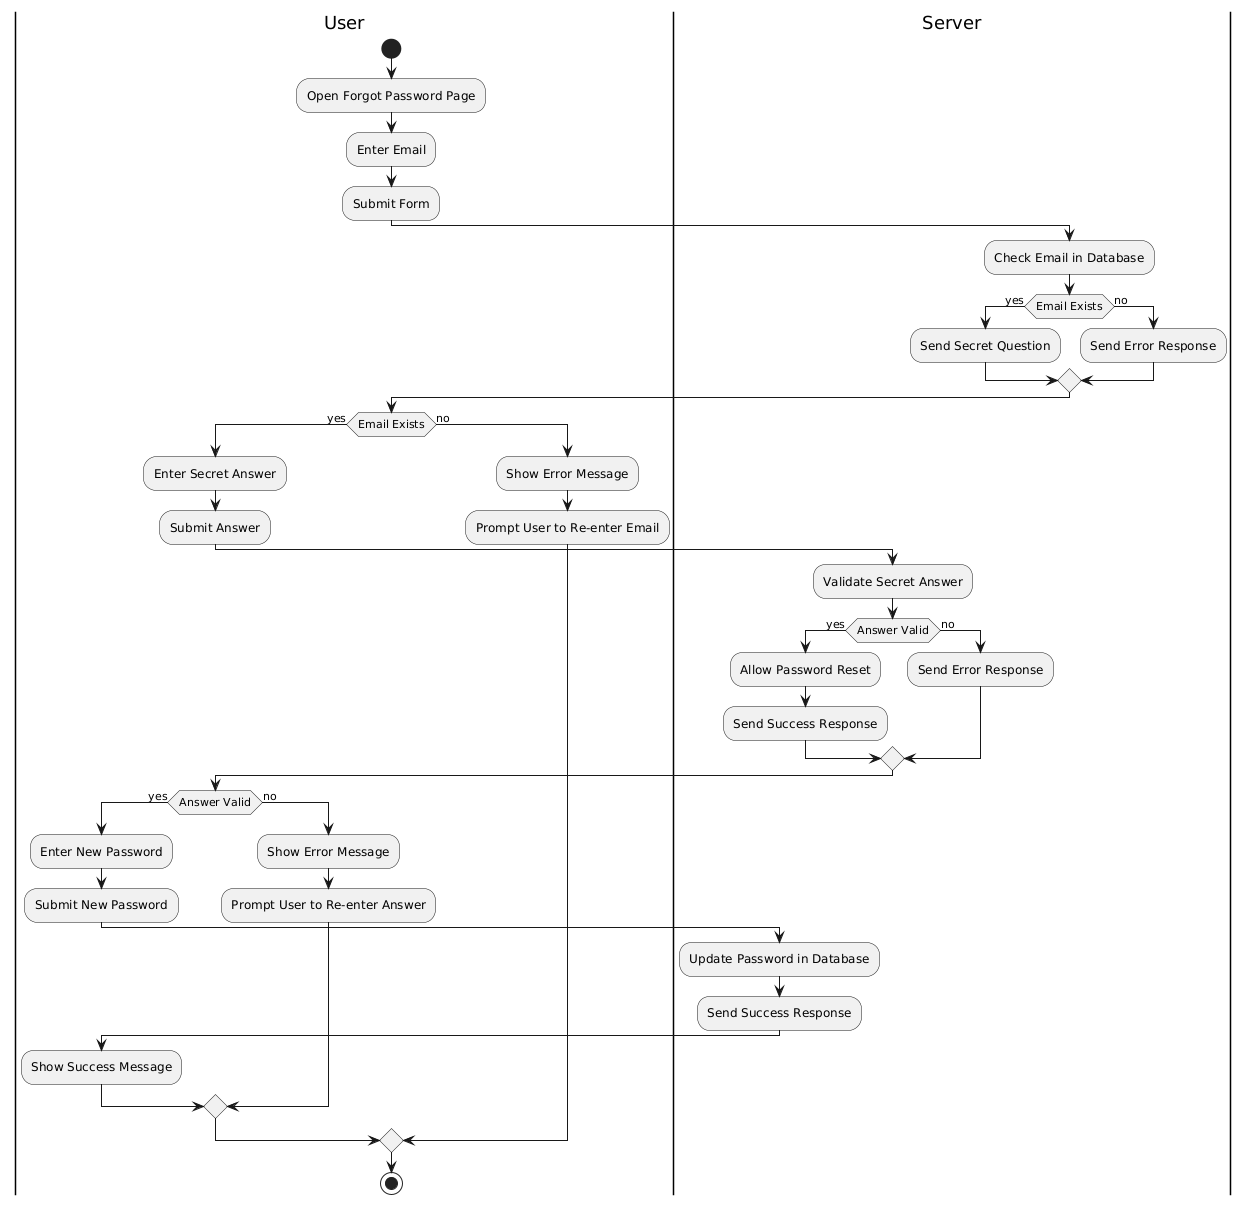 User
Server
Open Forgot Password Page
Enter Email
Submit Form
Check Email in Database
yes
Email Exists
no
Send Secret Question
Send Error Response
yes
Email Exists
no
Enter Secret Answer
Show Error Message
Submit Answer
Prompt User to Re-enter Email
Validate Secret Answer
yes
Answer Valid
no
Allow Password Reset
Send Error Response
Send Success Response
yes
Answer Valid
no
Enter New Password
Show Error Message
Submit New Password
Prompt User to Re-enter Answer
Update Password in Database
Send Success Response
Show Success Message